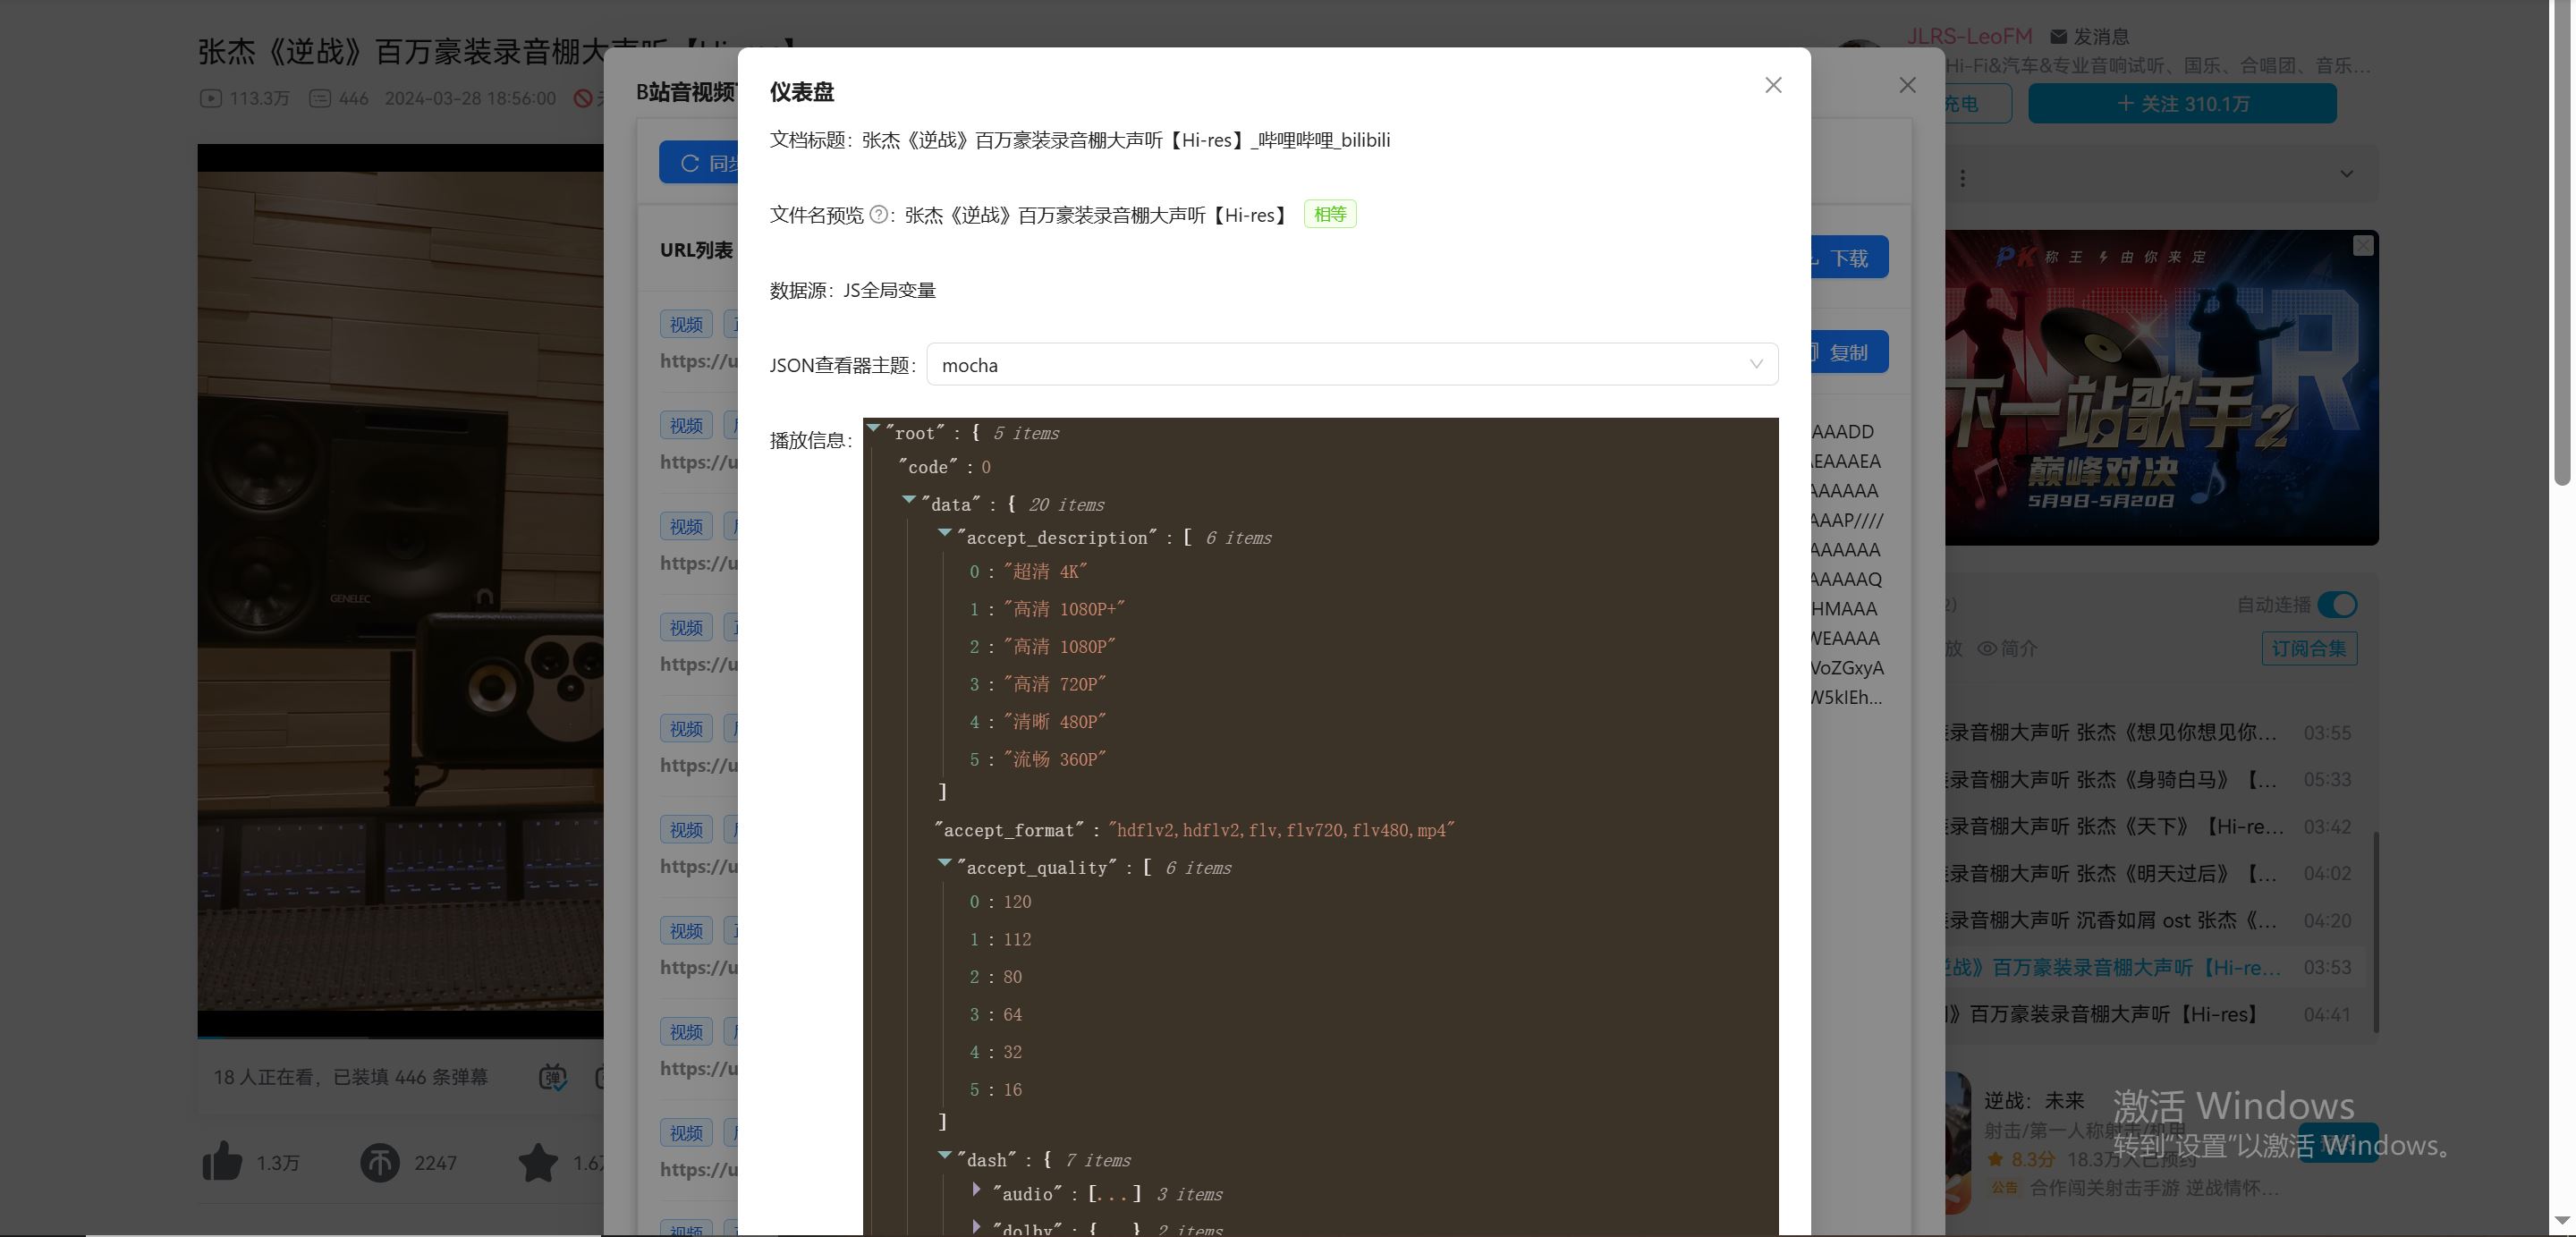 张杰《逆战》百万豪装录音棚大声听【Hi-res】
113.3万 446 2024-03-28 18:56:00
JLRS-LeoFM 发消息
Hi-Fi&汽车&专业音响试听、国乐、合唱团、音乐...
充电
+ 关注 310.1万
B站音视频
同步
URL列表
下载
复制
视频
https://u
视频
https://u
视频
https://u
视频
https://u
视频
https://u
视频
https://u
视频
https://u
视频
https://u
视频
https://u
视频
仪表盘
文档标题：张杰《逆战》百万豪装录音棚大声听【Hi-res】_哔哩哔哩_bilibili
文件名预览 ?：张杰《逆战》百万豪装录音棚大声听【Hi-res】 相等
数据源：JS全局变量
JSON查看器主题：mocha
播放信息：
"root" : { 5 items
"code" : 0
"data" : { 20 items
"accept_description" : [ 6 items
0 : "超清 4K"
1 : "高清 1080P+"
2 : "高清 1080P"
3 : "高清 720P"
4 : "清晰 480P"
5 : "流畅 360P"
]
"accept_format" : "hdflv2,hdflv2,flv,flv720,flv480,mp4"
"accept_quality" : [ 6 items
0 : 120
1 : 112
2 : 80
3 : 64
4 : 32
5 : 16
]
"dash" : { 7 items
"audio" : [...] 3 items
"dolby" : {...} 2 items
AAADD
EAAAEA
AAAAAA
AAAP////
AAAAAA
AAAAAQ
HMAAA
WEAAAA
VoZGxyA
W5klEh...
GENELEC
18 人正在看，已装填 446 条弹幕
弹
1.3万 2247 1.6
PK 称王 由你来定
下一站歌手2
巅峰对决
5月9日-5月20日
自动连播
放 简介 订阅合集
录音棚大声听 张杰《想见你想见你... 03:55
录音棚大声听 张杰《身骑白马》【... 05:33
录音棚大声听 张杰《天下》【Hi-re... 03:42
录音棚大声听 张杰《明天过后》【... 04:02
录音棚大声听 沉香如屑 ost 张杰《... 04:20
战》百万豪装录音棚大声听【Hi-re... 03:53
》百万豪装录音棚大声听【Hi-res】 04:41
逆战：未来
射击/第一人称射击/机甲
8.3分 18.3万人已预约
公告 合作闯关射击手游 逆战情怀...
激活 Windows
转到"设置"以激活 Windows。